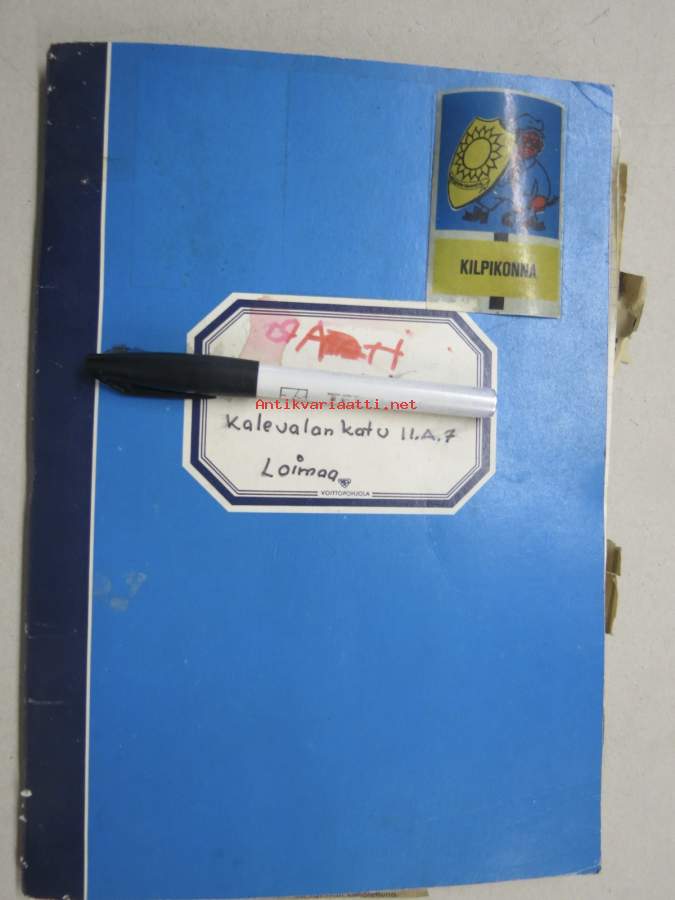 KILPIKONNA
Antikvariaatti.net
Kalevalankatu 11.A.7
Loimaa
VOITTOPOHJOLA